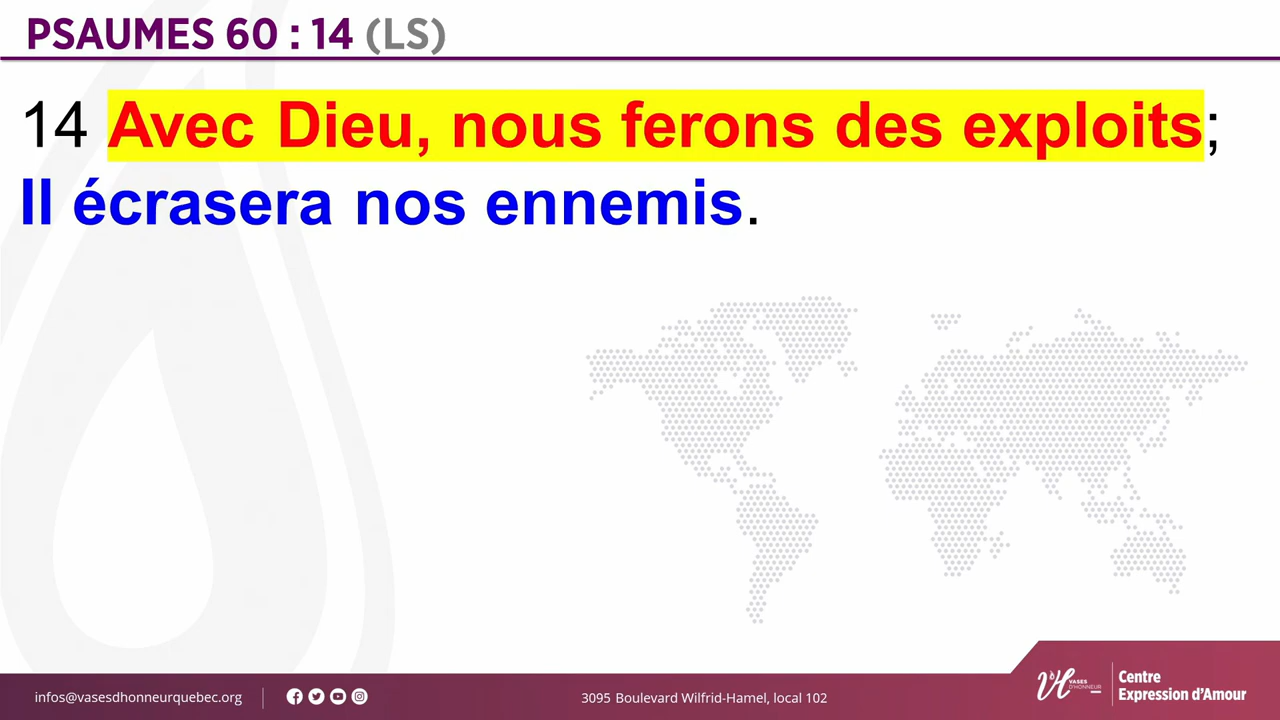 PSAUMES 60 : 14 (LS)
14 Avec Dieu, nous ferons des exploits;
Il écrasera nos ennemis.
infos@vasesdhonneurquebec.org
3095 Boulevard Wilfrid-Hamel, local 102
VASES
D'HONNEUR
Centre
Expression d'Amour